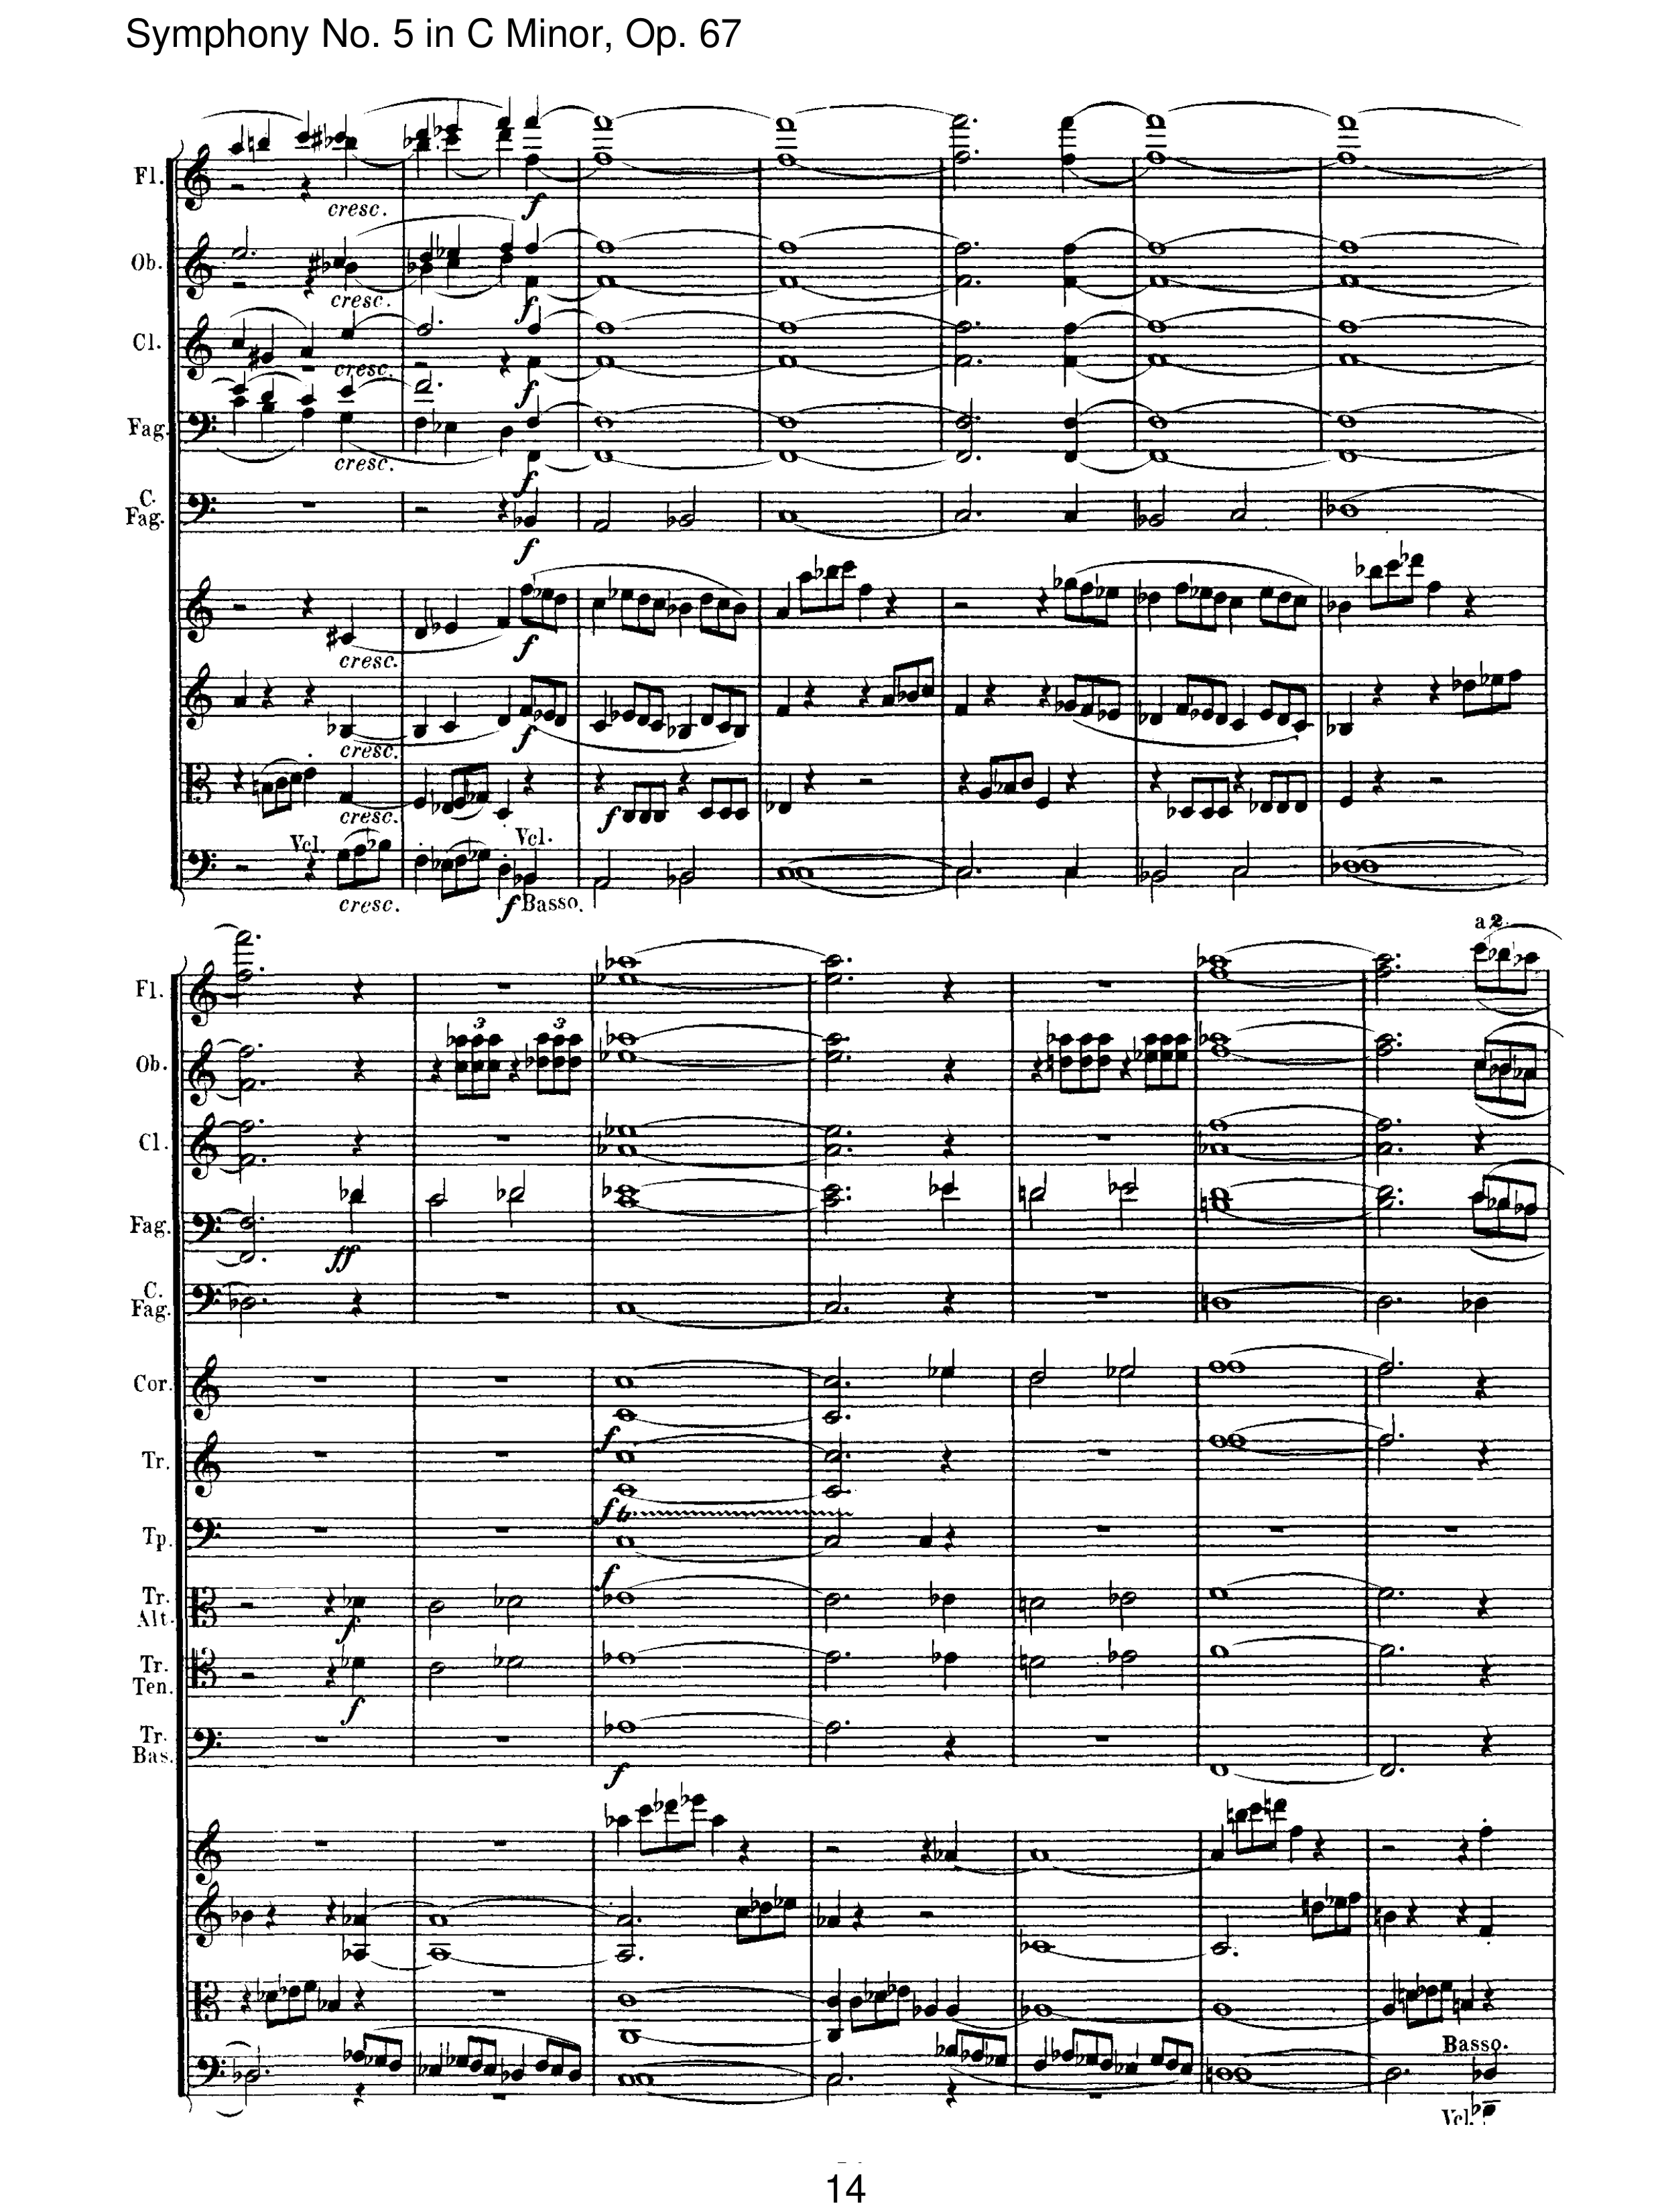 Symphony No. 5 in C Minor, Op. 67
Fl.
cresc.
f
Ob.
cresc.
f
Cl.
cresc.
f
Fag.
cresc.
f
C.
Fag.
f
cresc.
f
cresc.
f
cresc.
f
Vcl.
Vcl.
cresc.
f Basso.
a 2.
Fl.
3 3
Ob.
Cl.
Fag.
ff
C.
Fag.
Cor.
f
Tr.
f tr
Tp.
f
Tr.
Alt.
f
Tr.
Ten.
f
Tr.
Bas.
f
Basso.
Vcl.
14